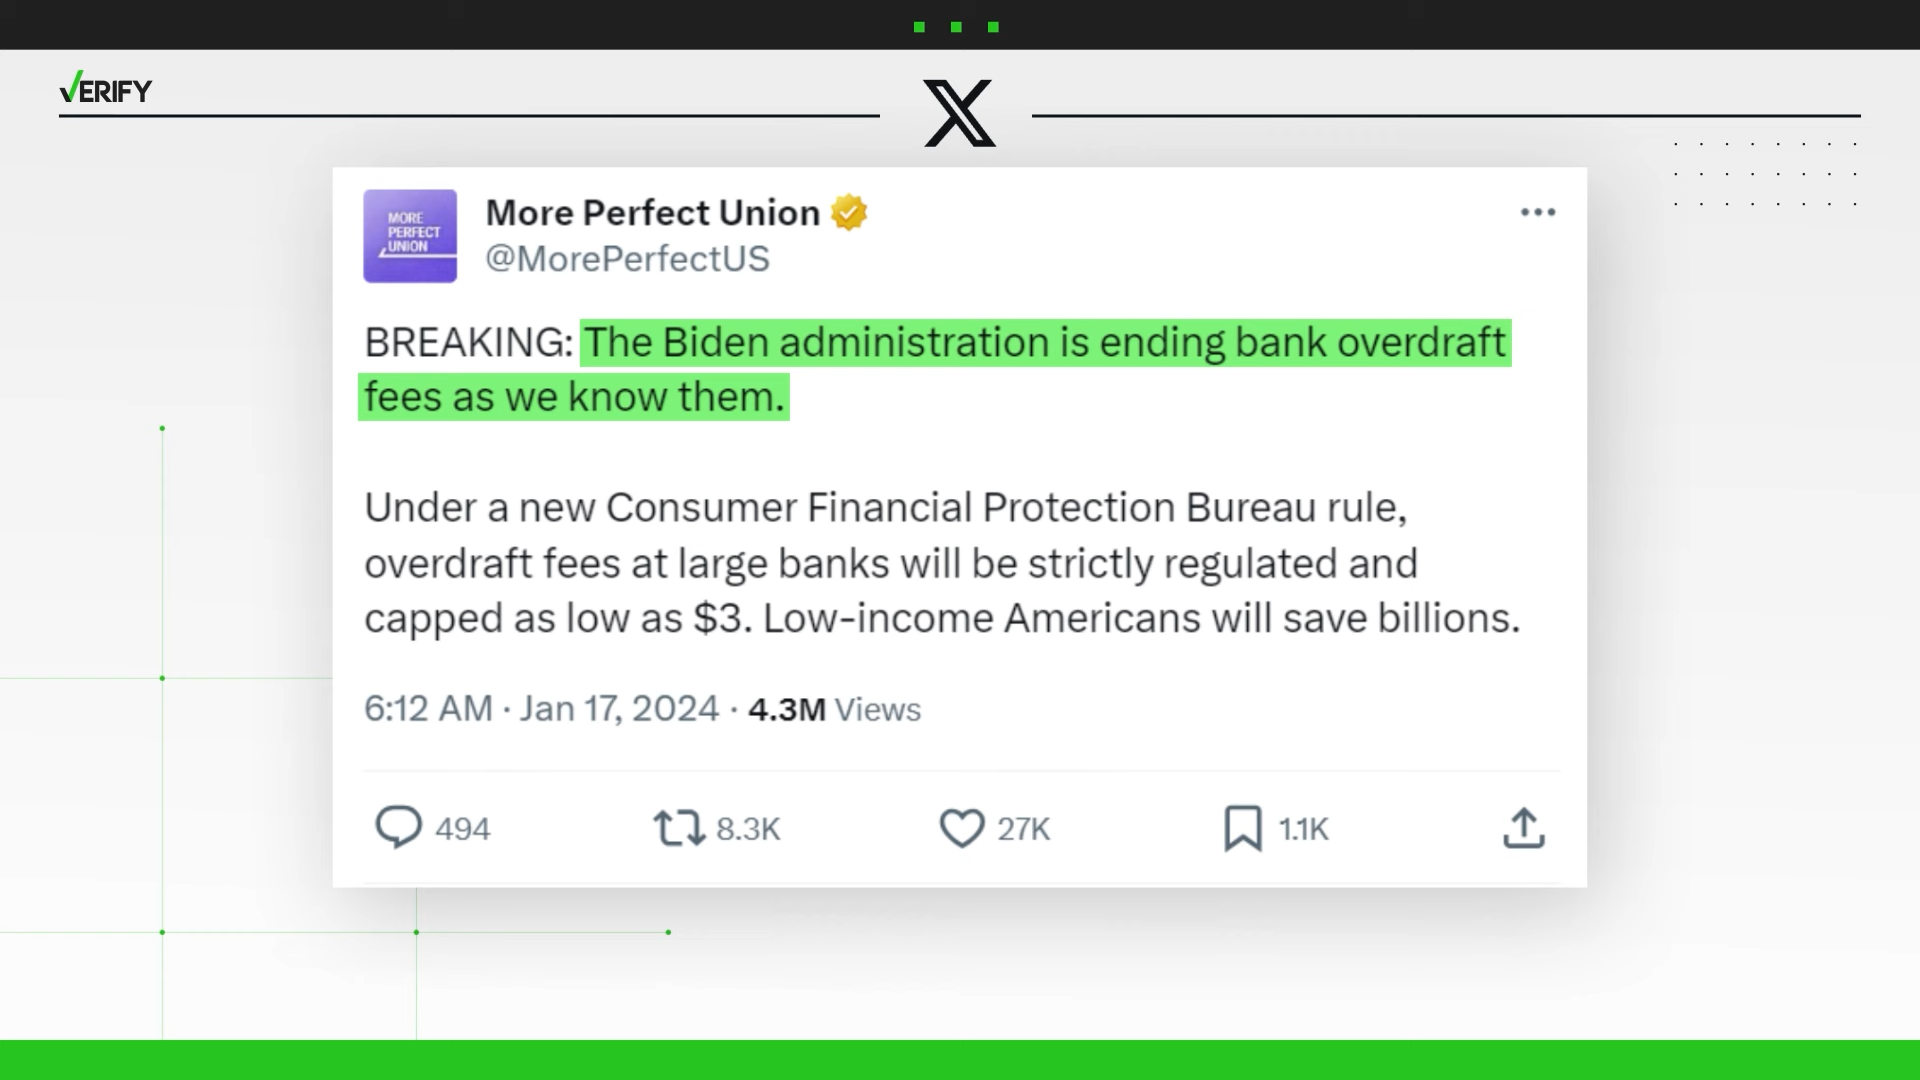 VERIFY
X
MORE
PERFECT
UNION
More Perfect Union
@MorePerfectUS
BREAKING: The Biden administration is ending bank overdraft
fees as we know them.
Under a new Consumer Financial Protection Bureau rule,
overdraft fees at large banks will be strictly regulated and
capped as low as $3. Low-income Americans will save billions.
6:12 AM · Jan 17, 2024 · 4.3M Views
494 8.3K 27K 1.1K